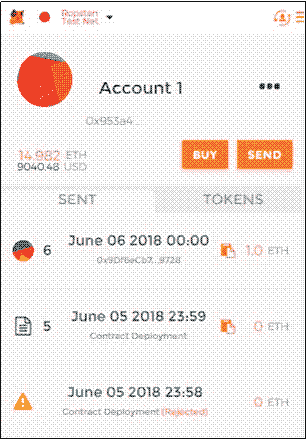 Ropsten
Test Net
Account 1
0x953a4...
14.982 ETH
9040.48 USD
BUY
SEND
SENT
TOKENS
6
June 06 2018 00:00
0x9Df6eCb7...9728
1.0 ETH
5
June 05 2018 23:59
Contract Deployment
0 ETH
June 05 2018 23:58
Contract Deployment (Rejected)
0 ETH